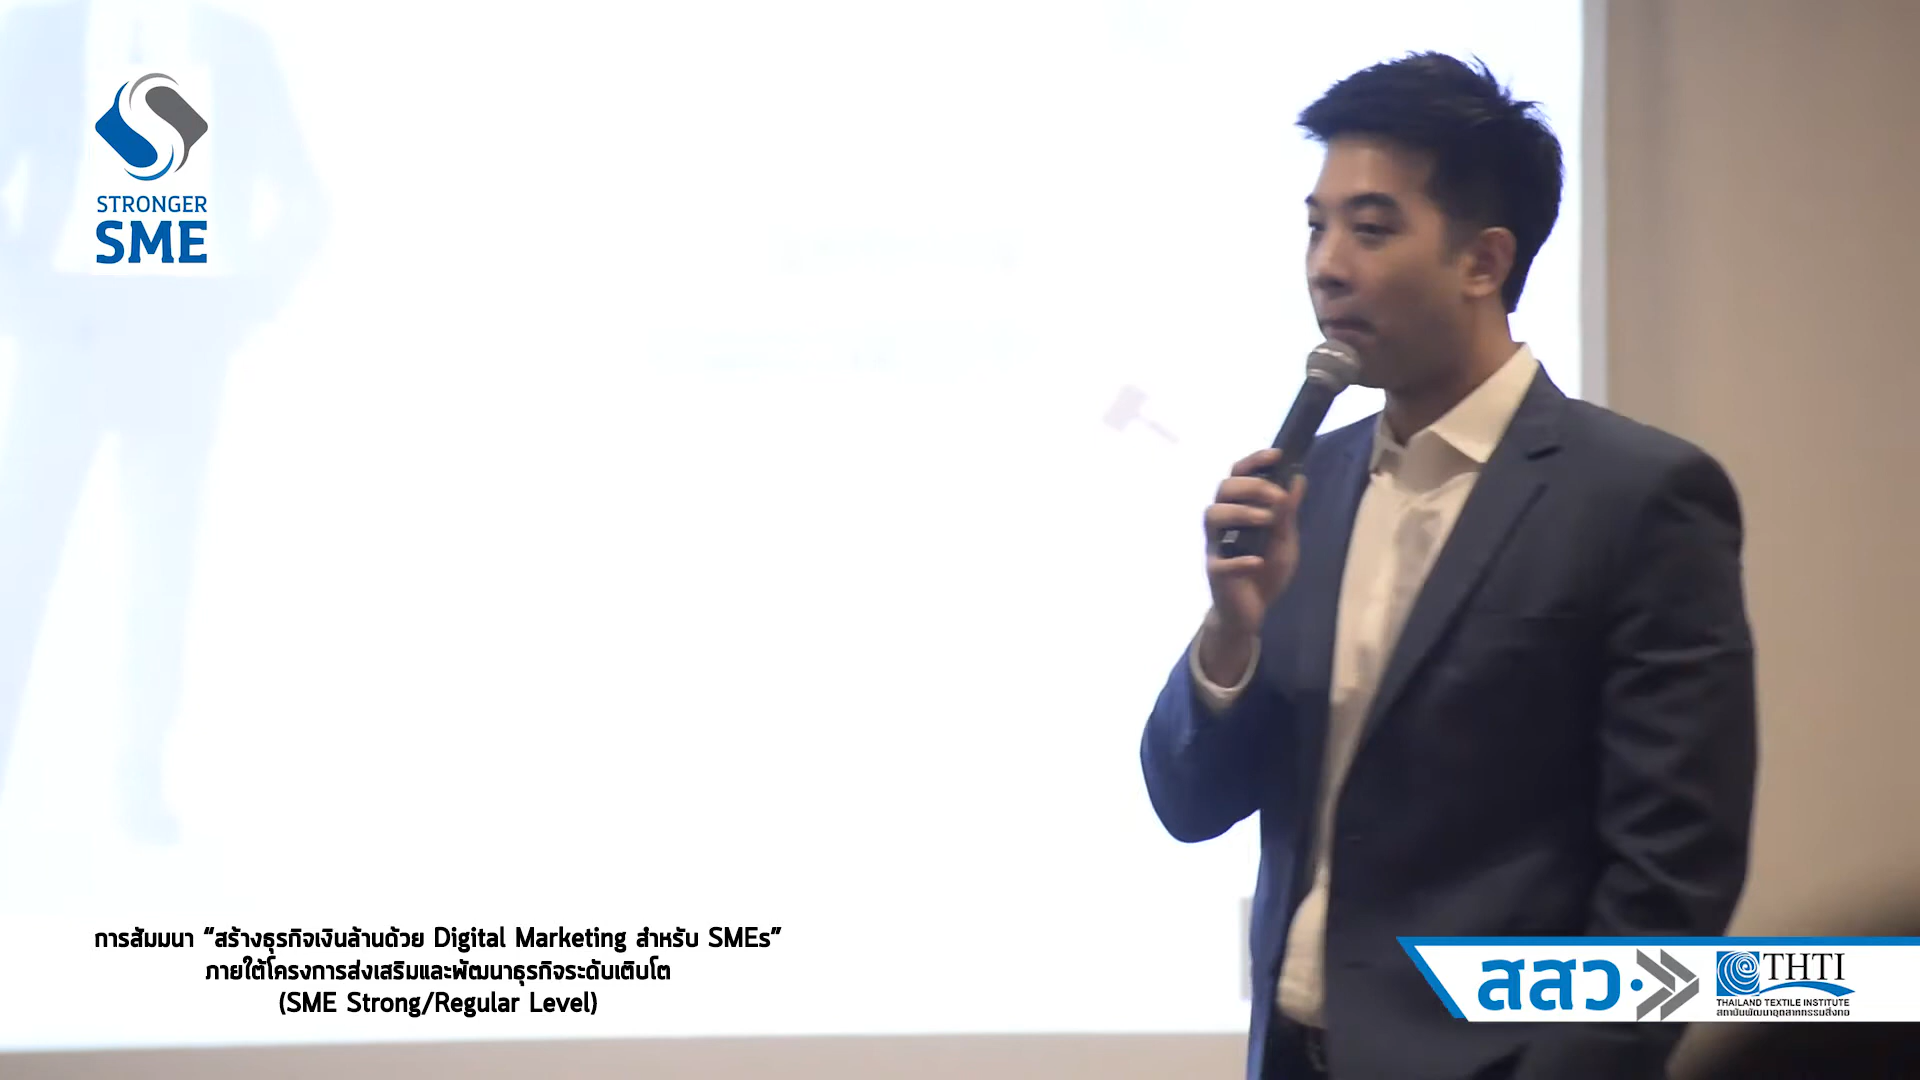 STRONGER
SME
การสัมมนา “สร้างธุรกิจเงินล้านด้วย Digital Marketing สำหรับ SMEs”
ภายใต้โครงการส่งเสริมและพัฒนาธุรกิจระดับเติบโต
(SME Strong/Regular Level)
สสว
THTI
THAILAND TEXTILE INSTITUTE
สถาบันพัฒนาอุตสาหกรรมสิ่งทอ